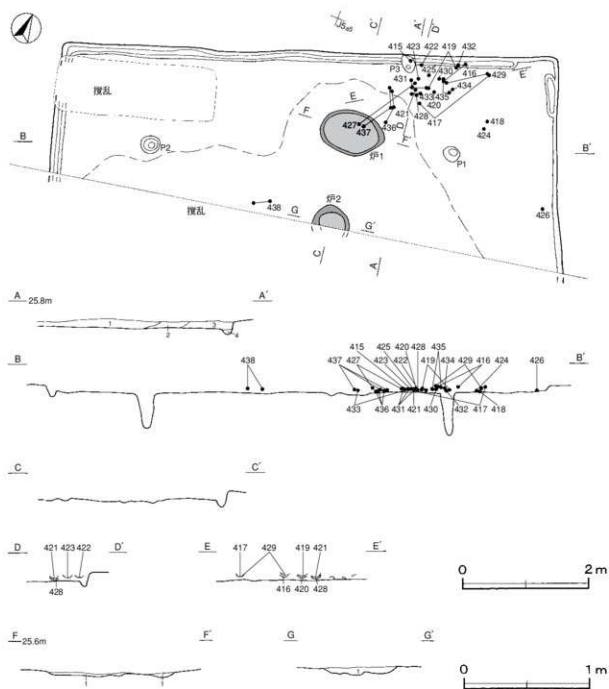 J5a5
C′
A′
D′
415 423 422 419 432
P3
425 430 416
E′
431
429
433 435 434
E
420
F
428 417
421
418
427
436 D
437
424
炉1
攪乱
P2
P1
B
B′
攪乱
438
G
炉2
G′
426
C
A
A 25.8m
A′
1 2 3 4
B
B′
420 428 435
415 425 434
438 437 427 423 422 419 429 416 424 426
433 436 431 421 430 432 417 418
C
C′
D
D′
421 423 422
428
E
E′
417 429 419 421
416 420 428
0 2 m
F 25.6m
F′
1 1
G
G′
1
0 1 m